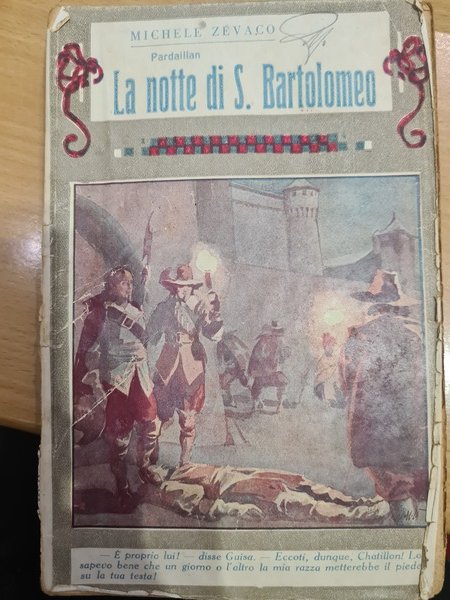 MICHELE ZÉVACO
Pardaillan
La notte di S. Bartolomeo
— È proprio lui! — disse Guisa. — Eccoti, dunque, Chatillon! Lo
sapevo bene che un giorno o l'altro la mia razza metterebbe il piede
su la tua testa!